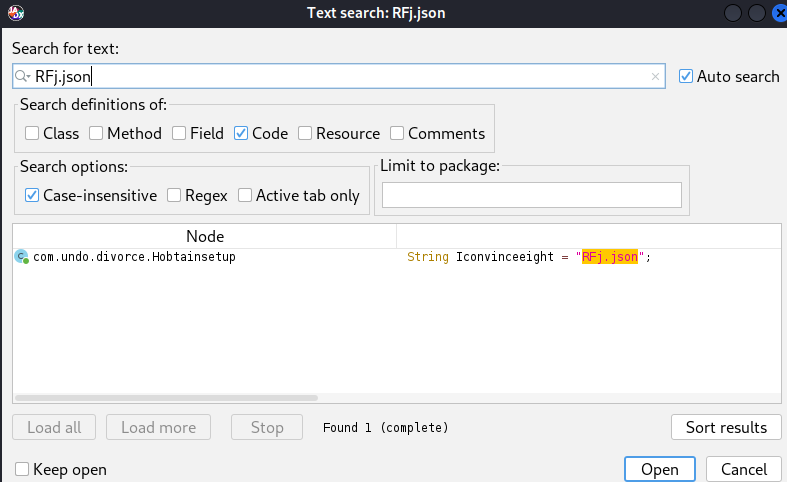 Text search: RFj.json
Search for text:
RFj.json
Auto search
Search definitions of:
Class Method Field Code Resource Comments
Search options:
Case-insensitive Regex Active tab only
Limit to package:
Node
com.undo.divorce.Hobtainsetup String Iconvinceeight = "RFj.json";
Load all Load more Stop Found 1 (complete) Sort results
Keep open Open Cancel